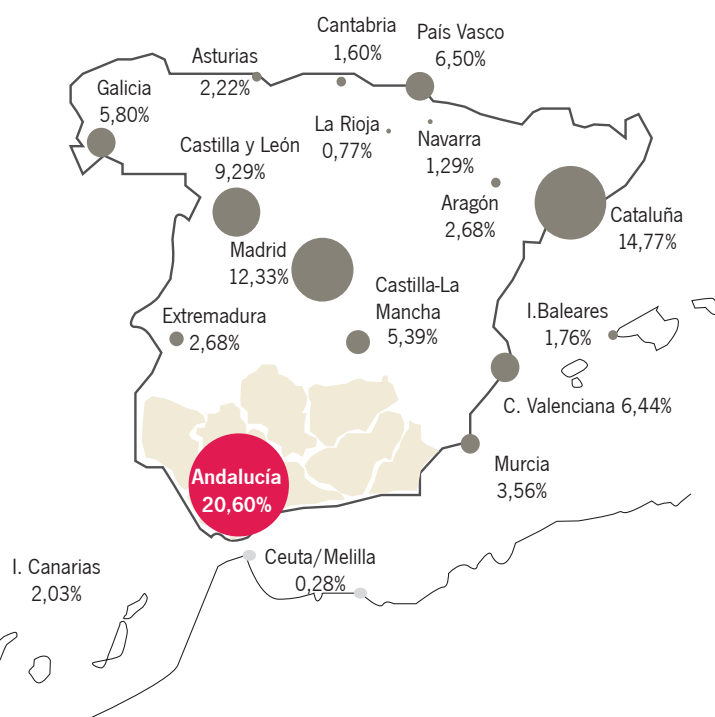 Cantabria
1,60%
País Vasco
6,50%
Asturias
2,22%
Galicia
5,80%
La Rioja
0,77%
Navarra
1,29%
Castilla y León
9,29%
Aragón
2,68%
Cataluña
14,77%
Madrid
12,33%
Castilla-La
Mancha
5,39%
Extremadura
2,68%
I.Baleares
1,76%
C. Valenciana 6,44%
Murcia
3,56%
Andalucía
20,60%
Ceuta/Melilla
0,28%
I. Canarias
2,03%